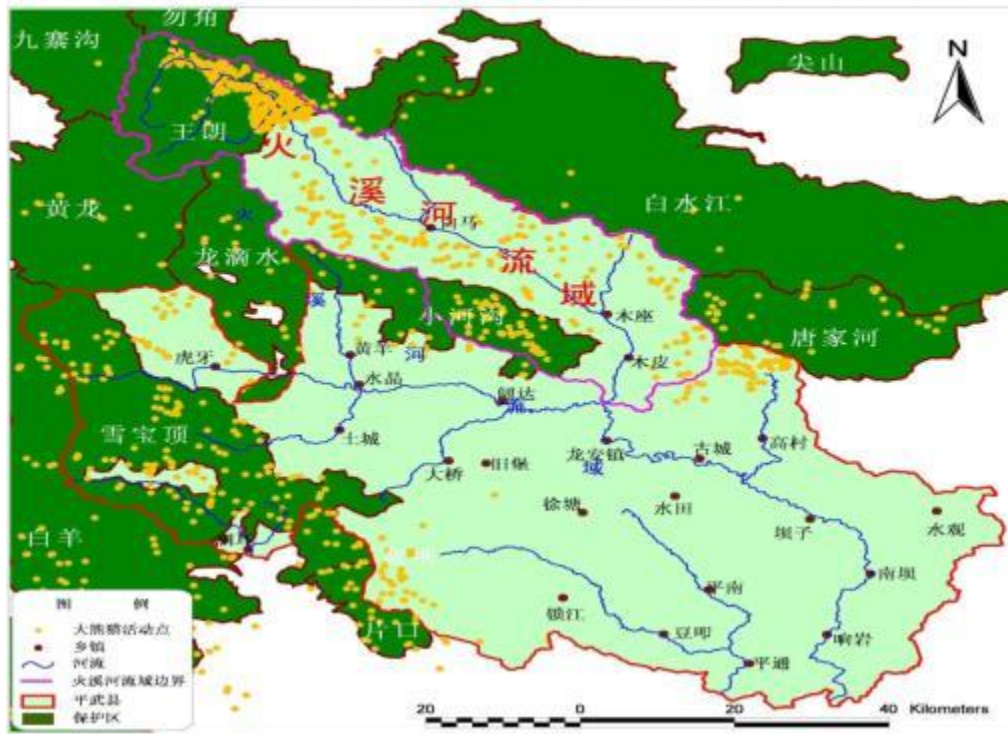 勿角
九寨沟
尖山
N
王朗
火
溪
河
流
域
白马
白水江
黄龙
火
龙滴水
溪
小河沟
木座
唐家河
黄羊
河
木皮
虎牙
水晶
阔达
流
雪宝顶
土城
龙安镇
古城
高村
域
大桥
旧堡
徐塘
水田
坝子
水观
白羊
南坝
平南
锁江
豆叩
响岩
片口
平通
图 例
大熊猫活动点
乡镇
河流
火溪河流域边界
平武县
保护区
20 0 20 40 Kilometers